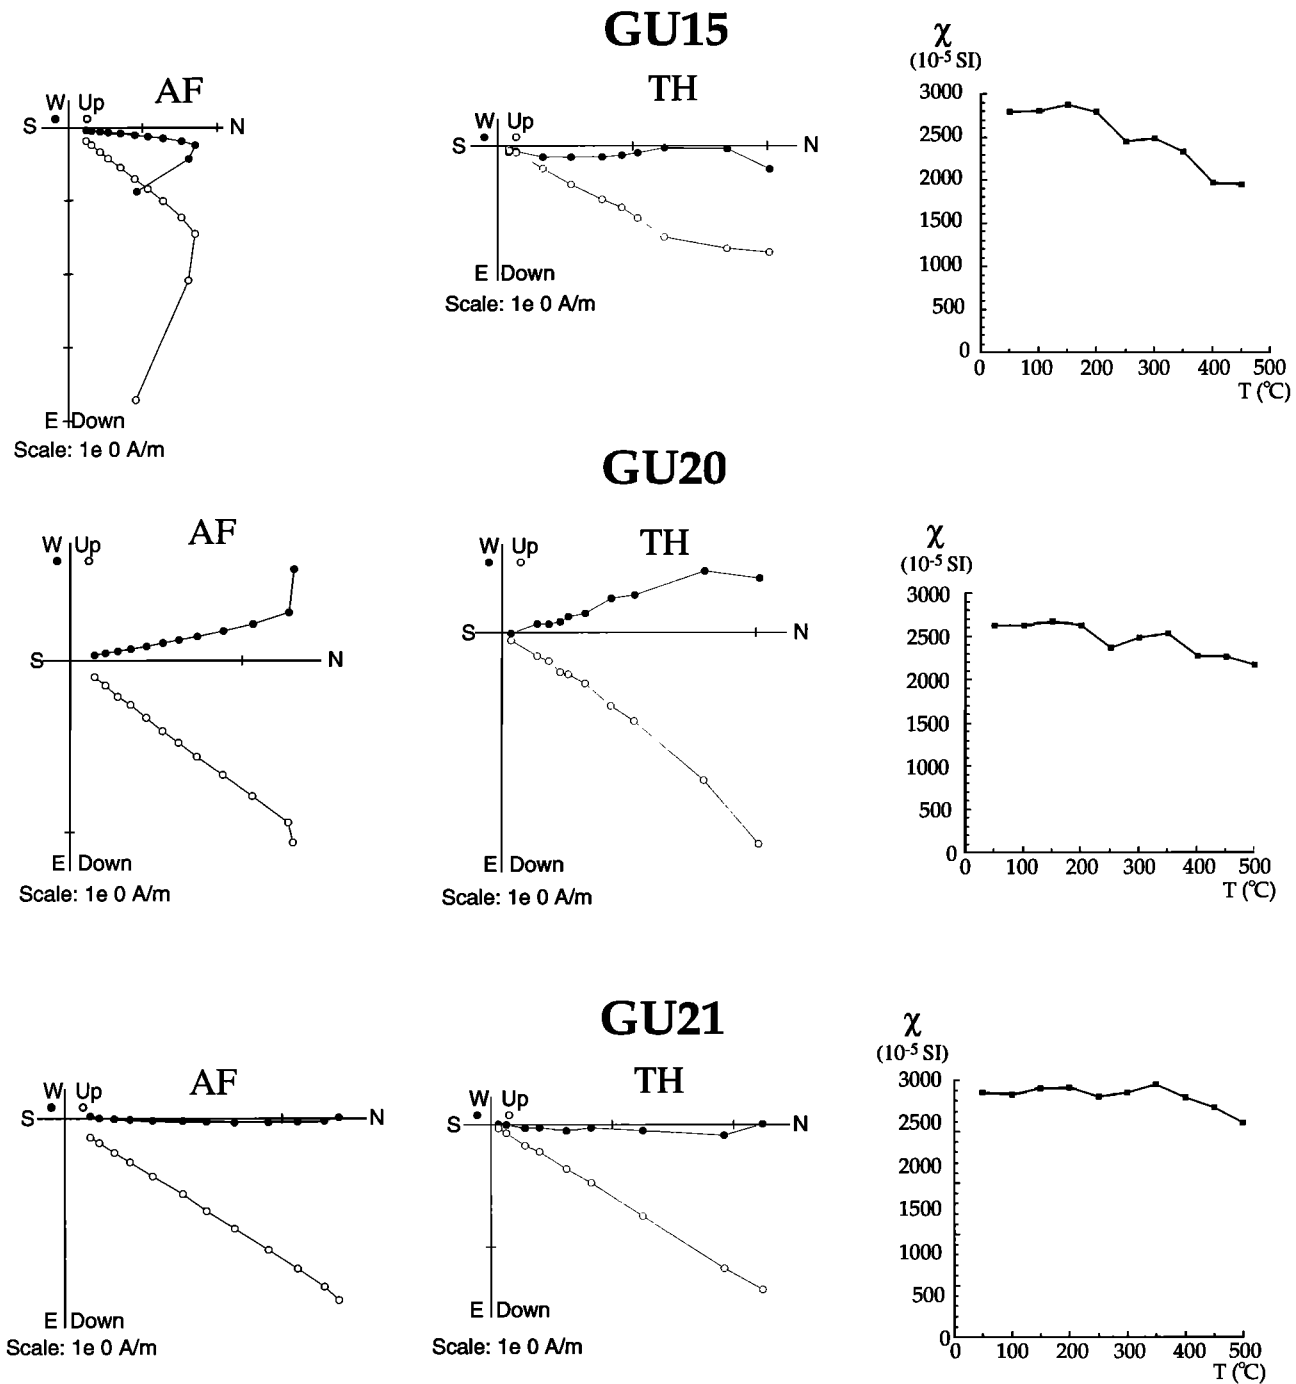 GU15
AF
W Up
S N
E Down
Scale: 1e 0 A/m
TH
W Up
S N
E Down
Scale: 1e 0 A/m
χ
(10-5 SI)
3000
2500
2000
1500
1000
500
0
0 100 200 300 400 500
T (°C)
GU20
AF
W Up
S N
E Down
Scale: 1e 0 A/m
TH
W Up
S N
E Down
Scale: 1e 0 A/m
χ
(10-5 SI)
3000
2500
2000
1500
1000
500
0
0 100 200 300 400 500
T (°C)
GU21
AF
W Up
S N
E Down
Scale: 1e 0 A/m
TH
W Up
S N
E Down
Scale: 1e 0 A/m
χ
(10-5 SI)
3000
2500
2000
1500
1000
500
0
0 100 200 300 400 500
T (°C)